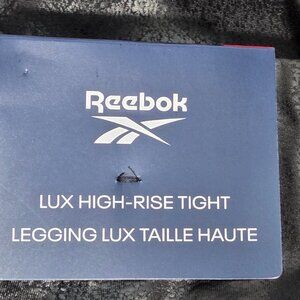 Reebok
LUX HIGH-RISE TIGHT
LEGGING LUX TAILLE HAUTE